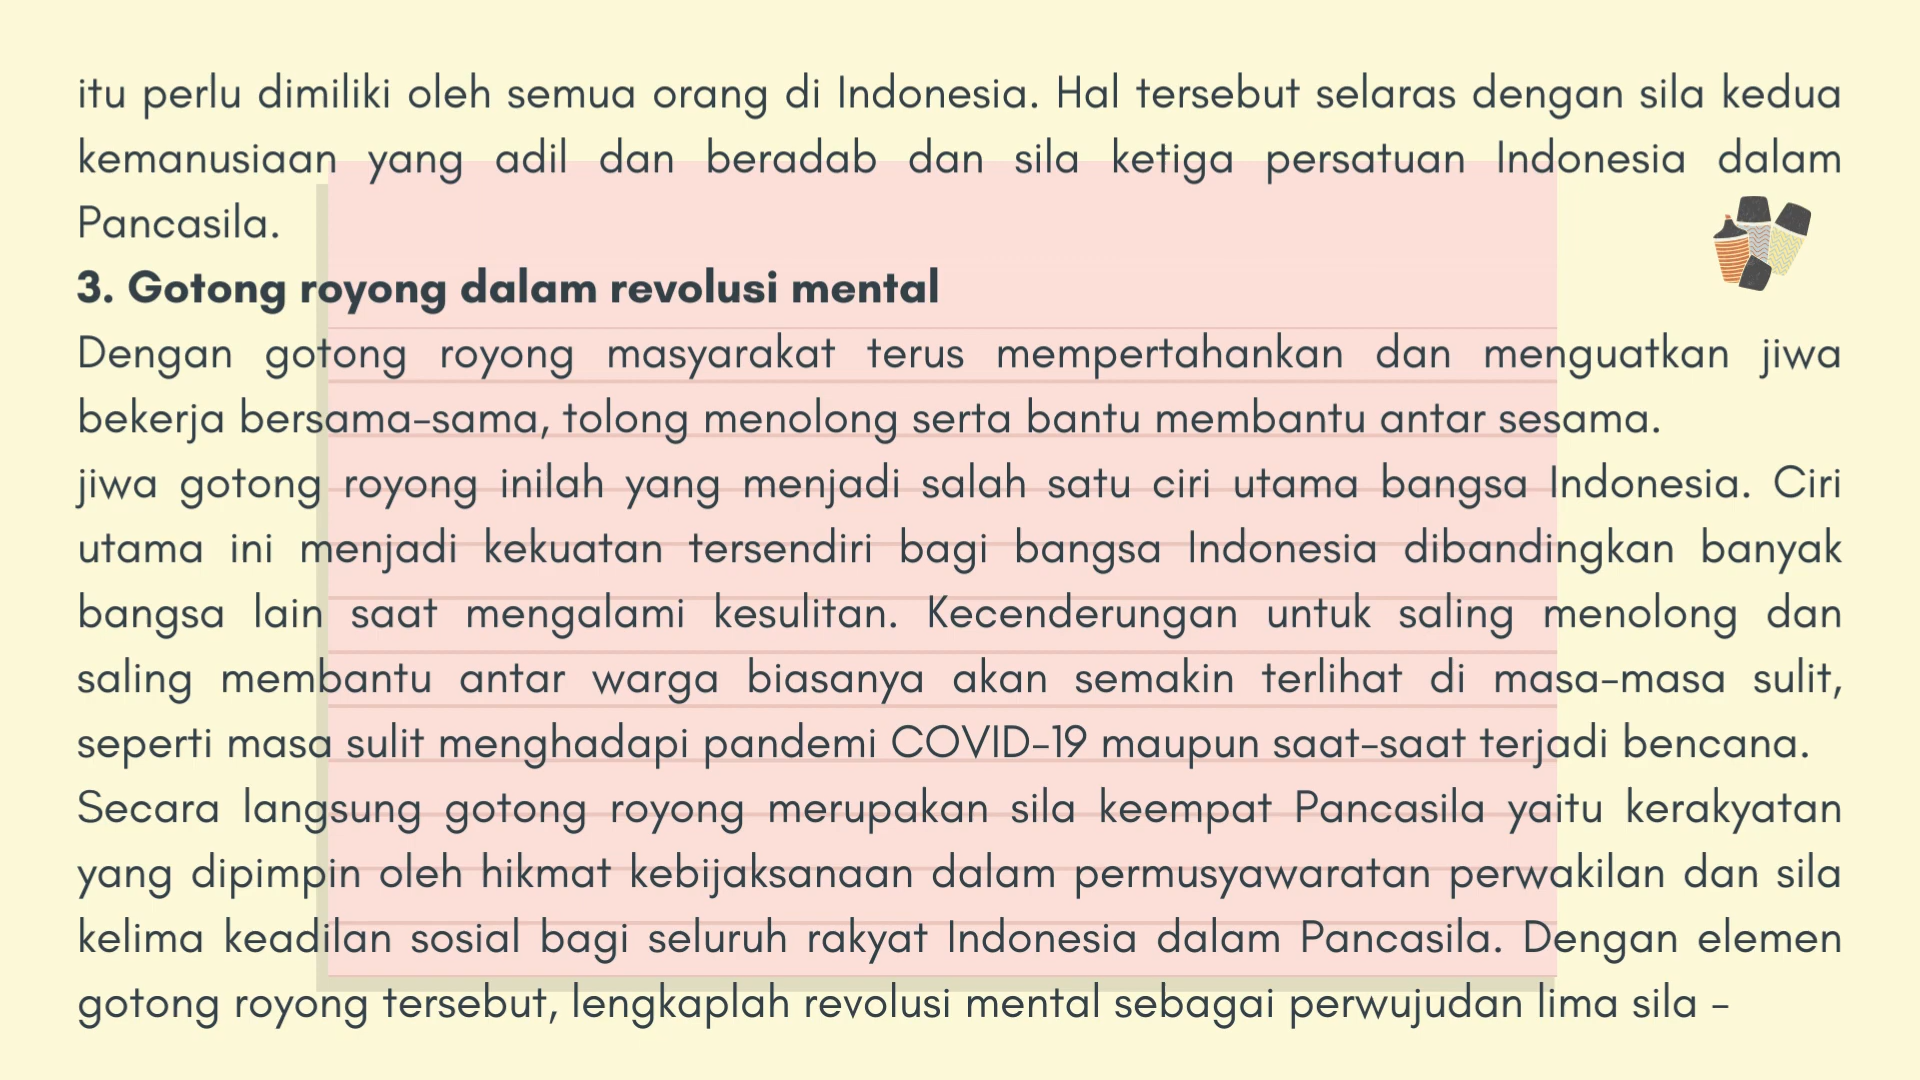 itu perlu dimiliki oleh semua orang di Indonesia. Hal tersebut selaras dengan sila kedua
kemanusiaan yang adil dan beradab dan sila ketiga persatuan Indonesia dalam
Pancasila.
3. Gotong royong dalam revolusi mental
Dengan gotong royong masyarakat terus mempertahankan dan menguatkan jiwa
bekerja bersama-sama, tolong menolong serta bantu membantu antar sesama.
jiwa gotong royong inilah yang menjadi salah satu ciri utama bangsa Indonesia. Ciri
utama ini menjadi kekuatan tersendiri bagi bangsa Indonesia dibandingkan banyak
bangsa lain saat mengalami kesulitan. Kecenderungan untuk saling menolong dan
saling membantu antar warga biasanya akan semakin terlihat di masa-masa sulit,
seperti masa sulit menghadapi pandemi COVID-19 maupun saat-saat terjadi bencana.
Secara langsung gotong royong merupakan sila keempat Pancasila yaitu kerakyatan
yang dipimpin oleh hikmat kebijaksanaan dalam permusyawaratan perwakilan dan sila
kelima keadilan sosial bagi seluruh rakyat Indonesia dalam Pancasila. Dengan elemen
gotong royong tersebut, lengkaplah revolusi mental sebagai perwujudan lima sila -